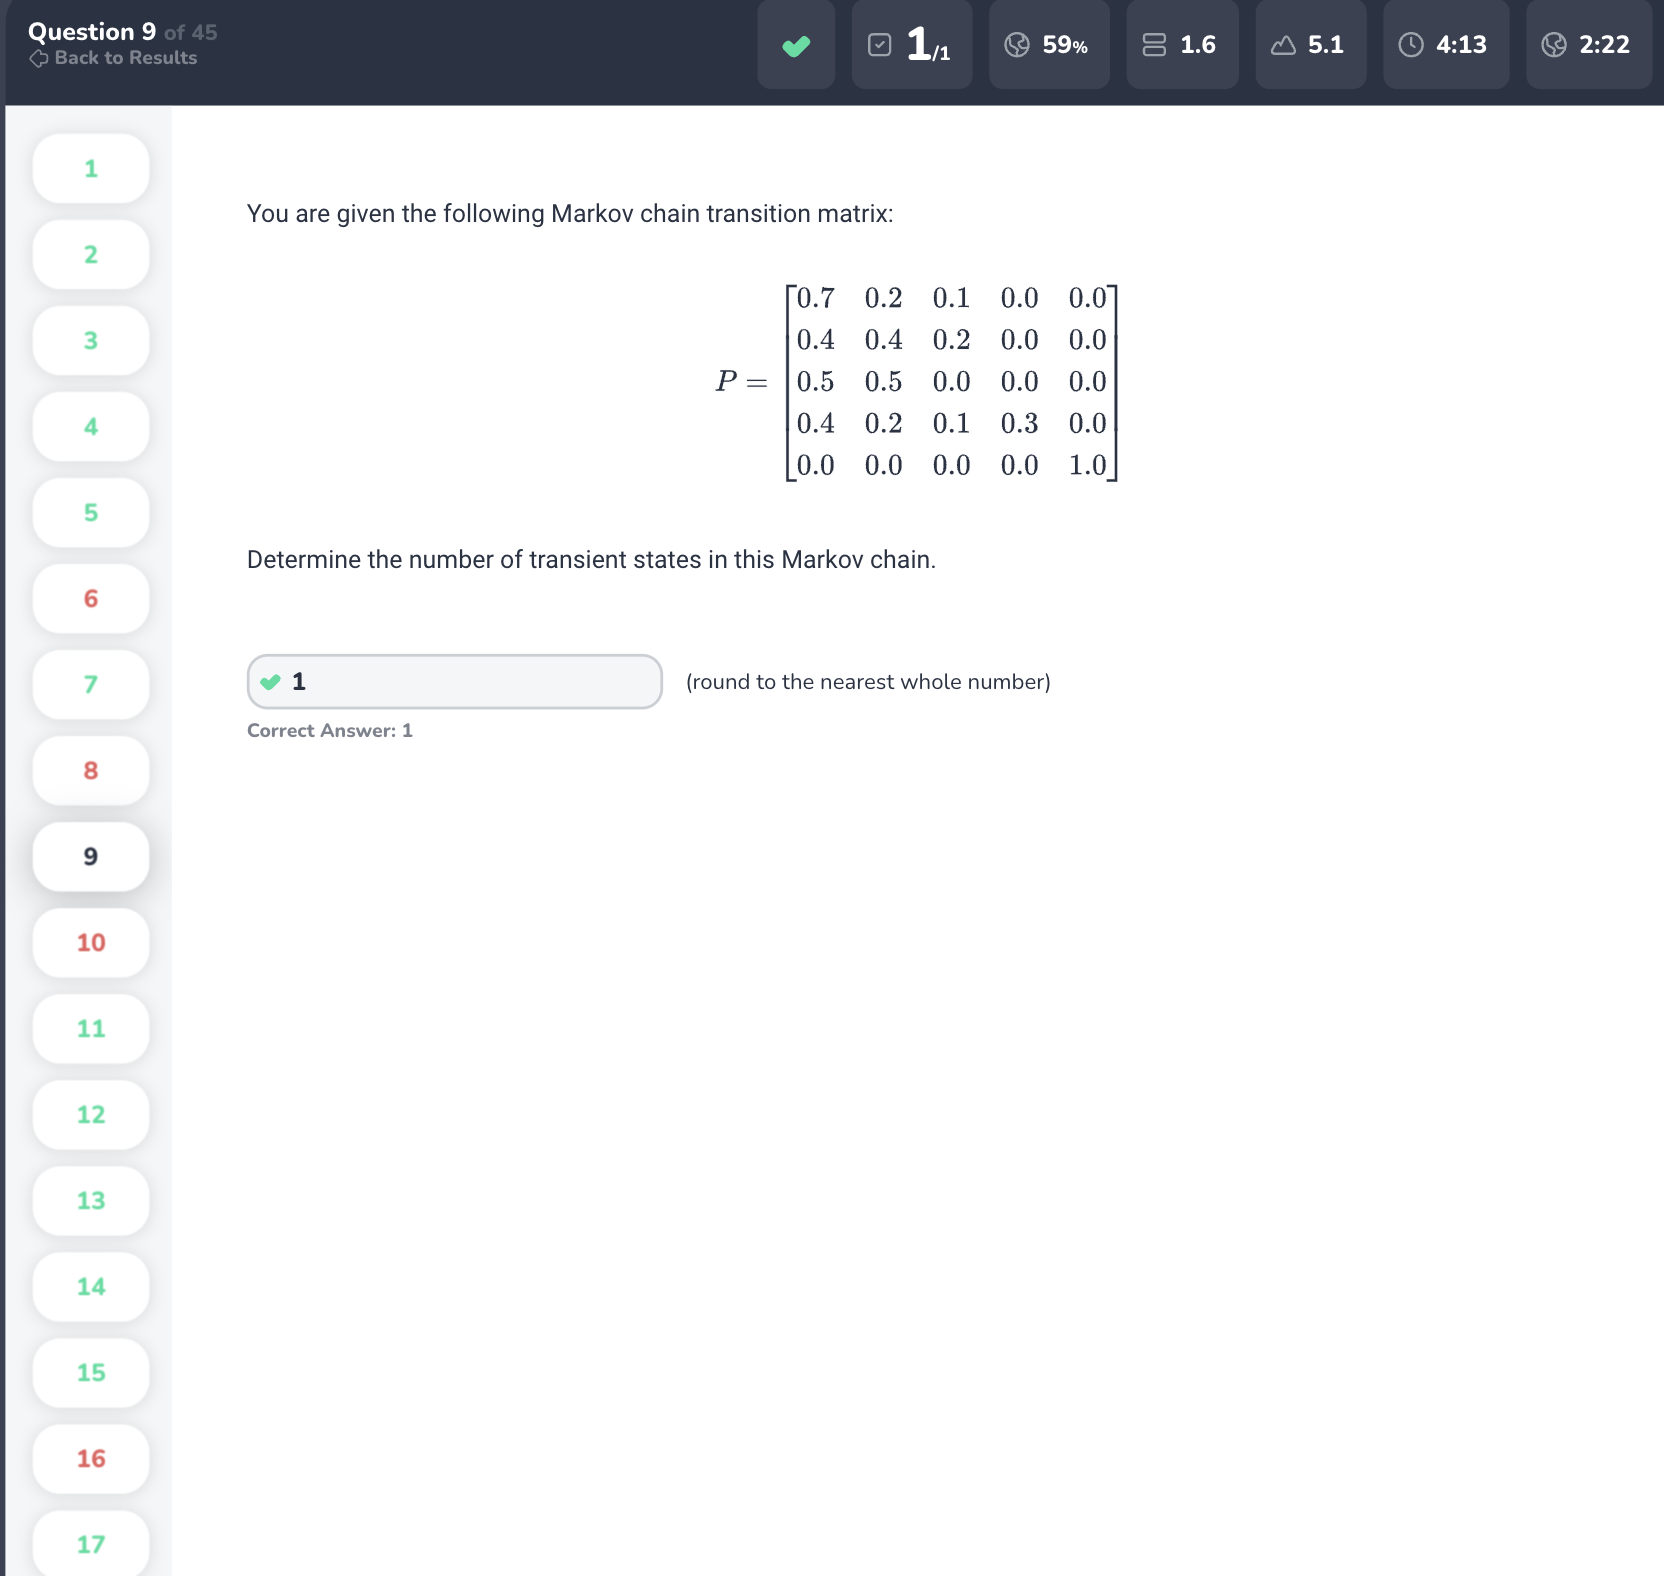 Question 9 of 45
Back to Results
1/1
59%
1.6
5.1
4:13
2:22
1
2
3
4
5
6
7
8
9
10
11
12
13
14
15
16
17
You are given the following Markov chain transition matrix:
0.7 0.2 0.1 0.0 0.0
0.4 0.4 0.2 0.0 0.0
P = 0.5 0.5 0.0 0.0 0.0
0.4 0.2 0.1 0.3 0.0
0.0 0.0 0.0 0.0 1.0
Determine the number of transient states in this Markov chain.
1 (round to the nearest whole number)
Correct Answer: 1